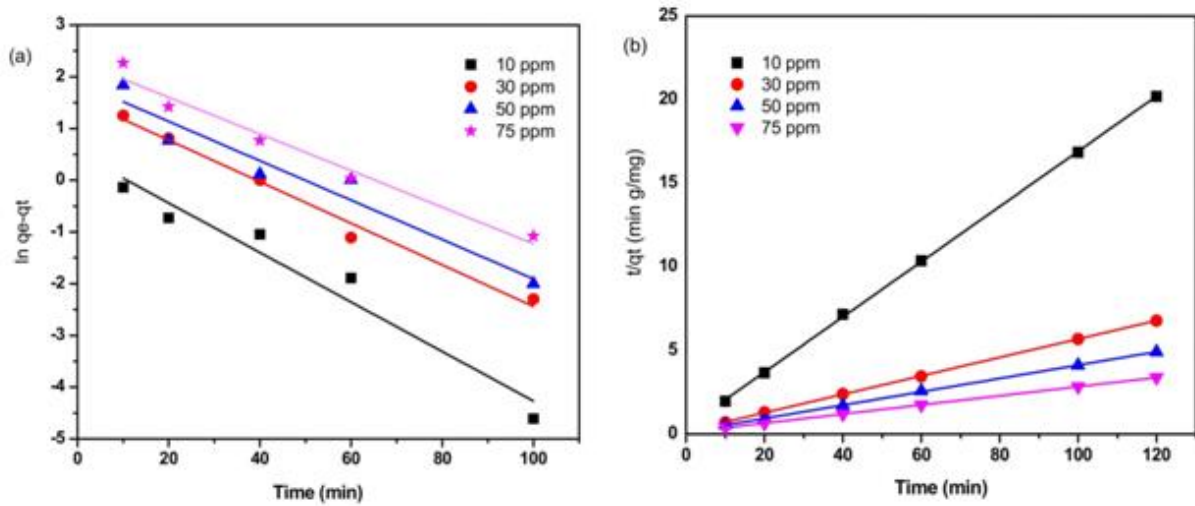 (a)
3
2
1
0
-1
-2
-3
-4
-5
ln qe-qt
10 ppm
30 ppm
50 ppm
75 ppm
0 20 40 60 80 100
Time (min)
(b)
25
20
15
10
5
0
t/qt (min g/mg)
10 ppm
30 ppm
50 ppm
75 ppm
0 20 40 60 80 100 120
Time (min)